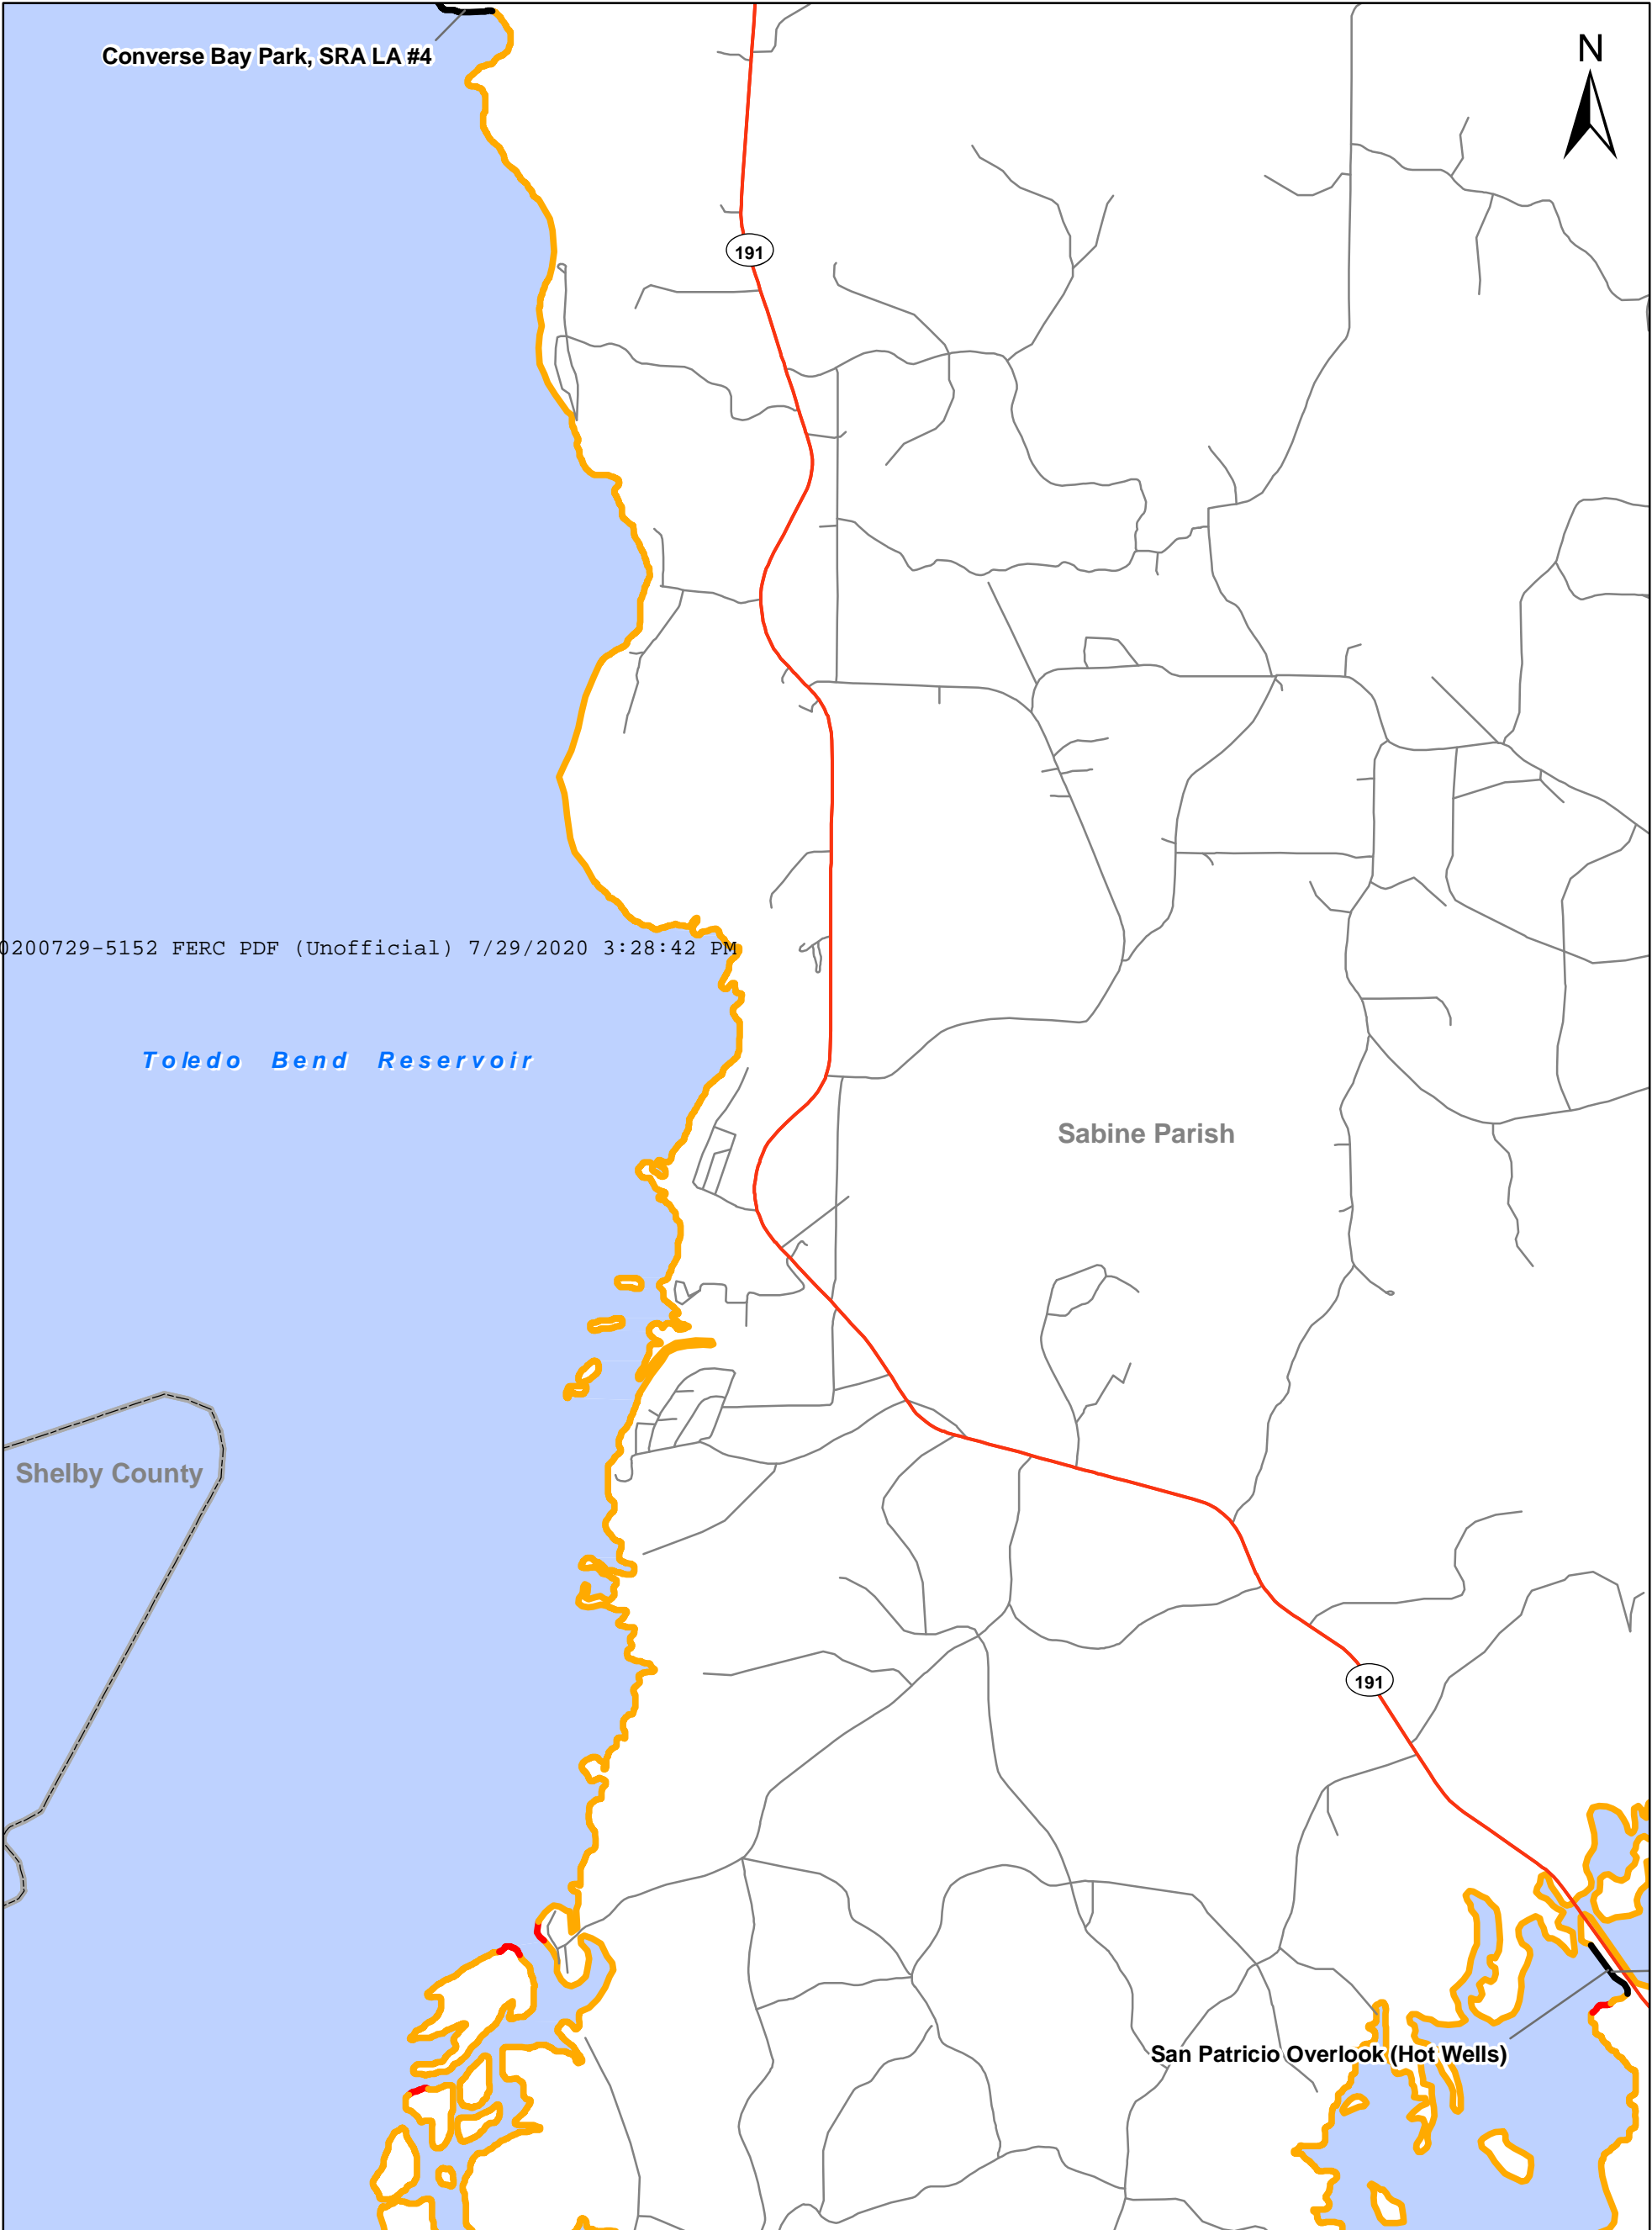 Converse Bay Park, SRA LA #4
N
191
0200729-5152 FERC PDF (Unofficial) 7/29/2020 3:28:42 PM
Toledo Bend Reservoir
Sabine Parish
Shelby County
191
San Patricio Overlook (Hot Wells)